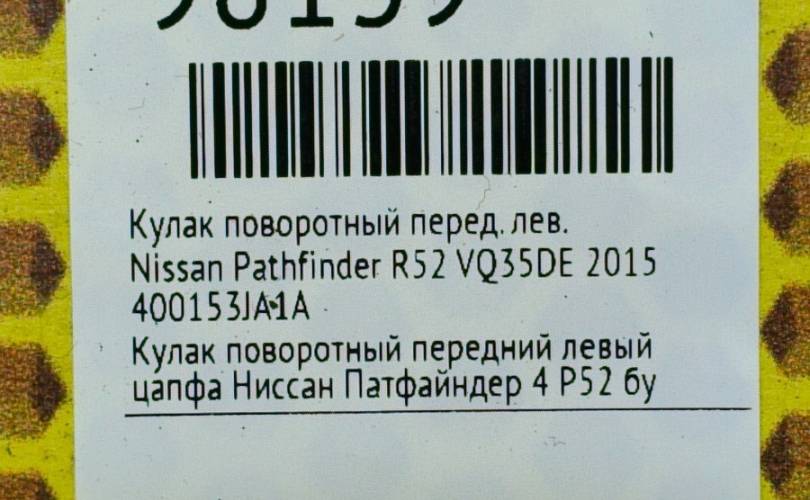 98159
Кулак поворотный перед. лев.
Nissan Pathfinder R52 VQ35DE 2015
400153JA1A
Кулак поворотный передний левый
цапфа Ниссан Патфайндер 4 Р52 бу